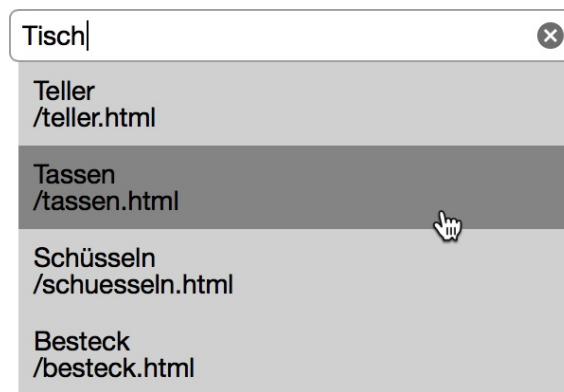 Tisch
Teller
/teller.html
Tassen
/tassen.html
Schüsseln
/schuesseln.html
Besteck
/besteck.html